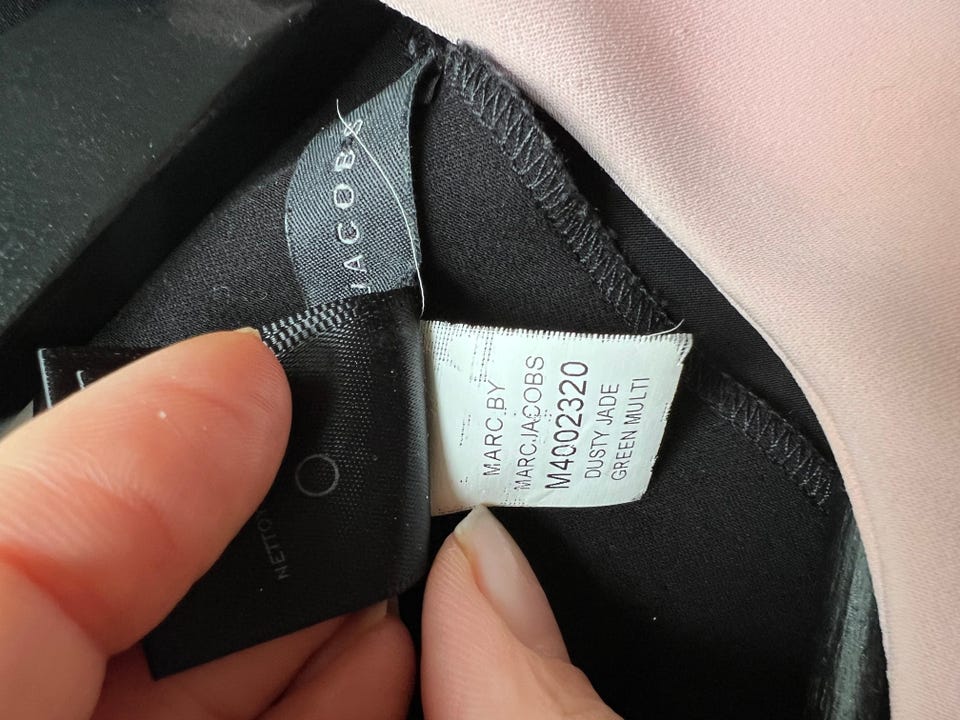 JACOBS
MARC BY
MARC JACOBS
M4002320
DUSTY JADE
GREEN MULTI
NETTO